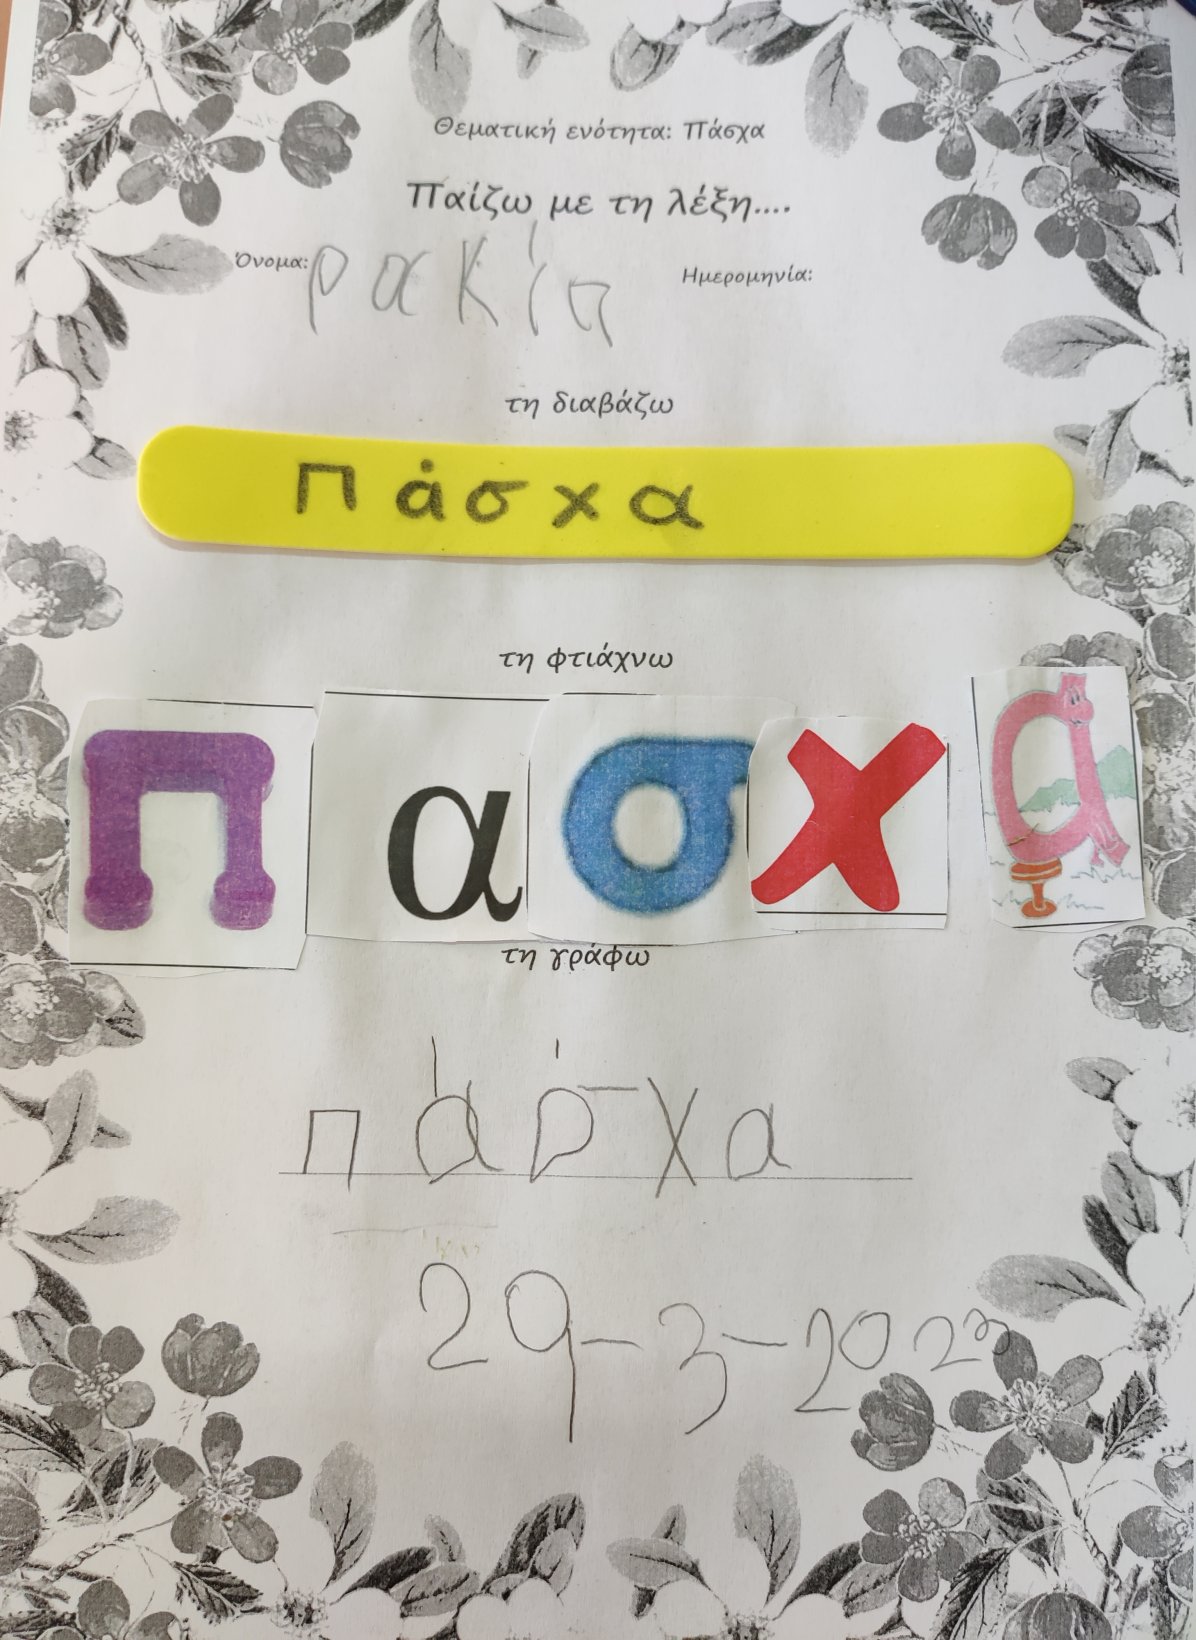 Θεματική ενότητα: Πάσχα
Παίζω με τη λέξη....
Όνομα: ρακίπ
Ημερομηνία:
τη διαβάζω
πάσχα
τη φτιάχνω
πασχα
τη γράφω
πάσχα
29-3-2023